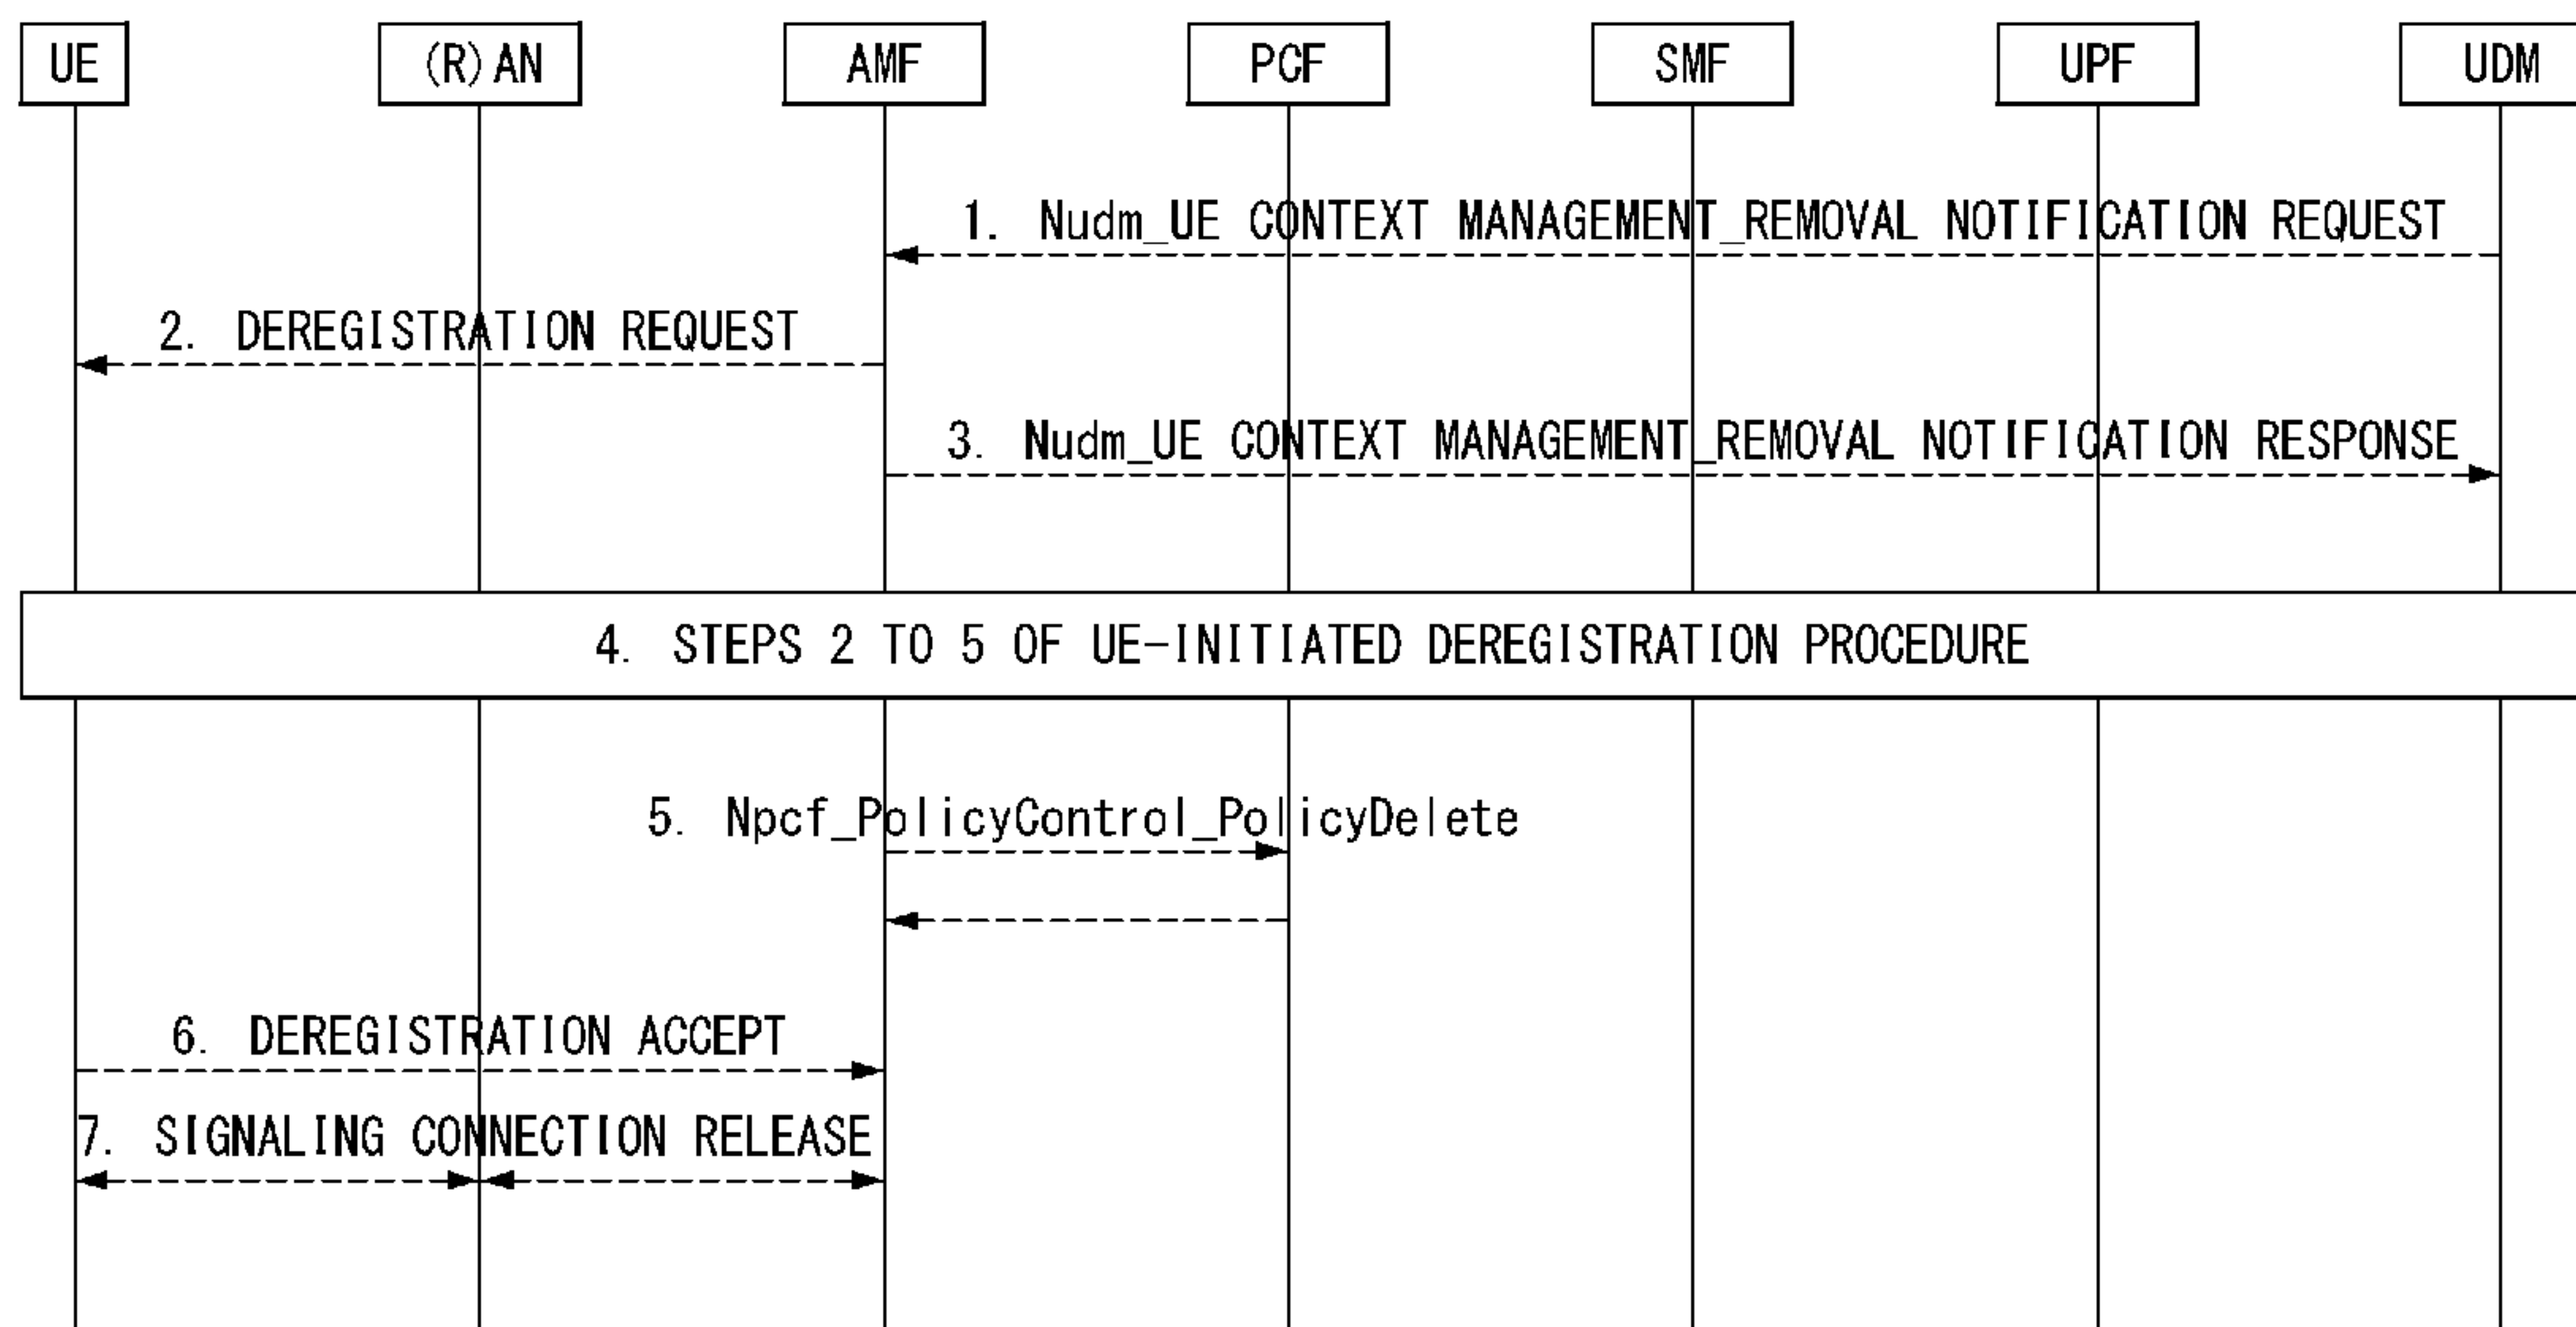 UE (R)AN AMF PCF SMF UPF UDM
1. Nudm_UE CONTEXT MANAGEMENT_REMOVAL NOTIFICATION REQUEST
2. DEREGISTRATION REQUEST
3. Nudm_UE CONTEXT MANAGEMENT_REMOVAL NOTIFICATION RESPONSE
4. STEPS 2 TO 5 OF UE-INITIATED DEREGISTRATION PROCEDURE
5. Npcf_PolicyControl_PolicyDelete
6. DEREGISTRATION ACCEPT
7. SIGNALING CONNECTION RELEASE